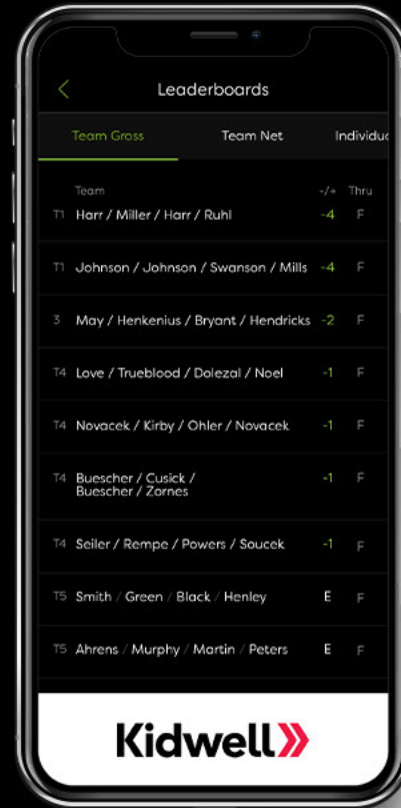 Leaderboards
Team Gross Team Net Individuc
Team -/+ Thru
T1 Harr / Miller / Harr / Ruhl -4 F
T1 Johnson / Johnson / Swanson / Mills -4 F
3 May / Henkenius / Bryant / Hendricks -2 F
T4 Love / Trueblood / Dolezal / Noel -1 F
T4 Novacek / Kirby / Ohler / Novacek -1 F
T4 Buescher / Cusick / -1 F
Buescher / Zornes
T4 Seiler / Rempe / Powers / Soucek -1 F
T5 Smith / Green / Black / Henley E F
T5 Ahrens / Murphy / Martin / Peters E F
Kidwell